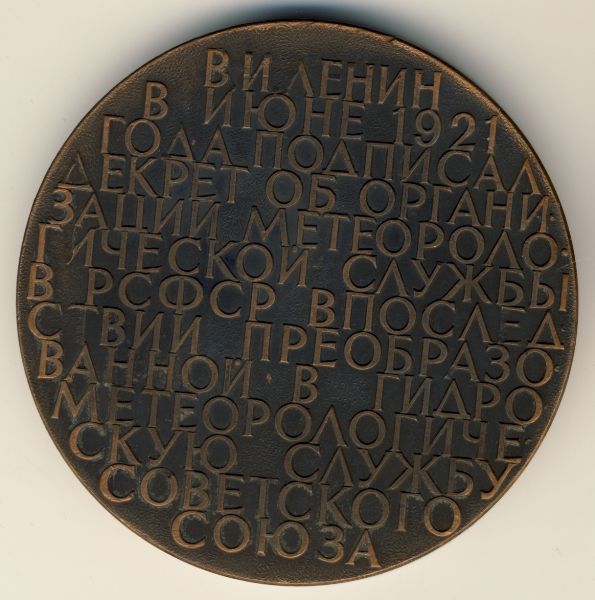 В И ЛЕНИН
В ИЮНЕ 1921
ГОДА ПОДПИСАЛ
ДЕКРЕТ ОБ ОРГАНИ·
ЗАЦИИ МЕТЕОРОЛО·
ГИЧЕСКОЙ СЛУЖБЫ
В РСФСР ВПОСЛЕД
СТВИИ ПРЕОБРАЗО
ВАННОЙ В ГИДРО
МЕТЕОРОЛОГИЧЕ·
СКУЮ СЛУЖБУ
СОВЕТСКОГО
СОЮЗА